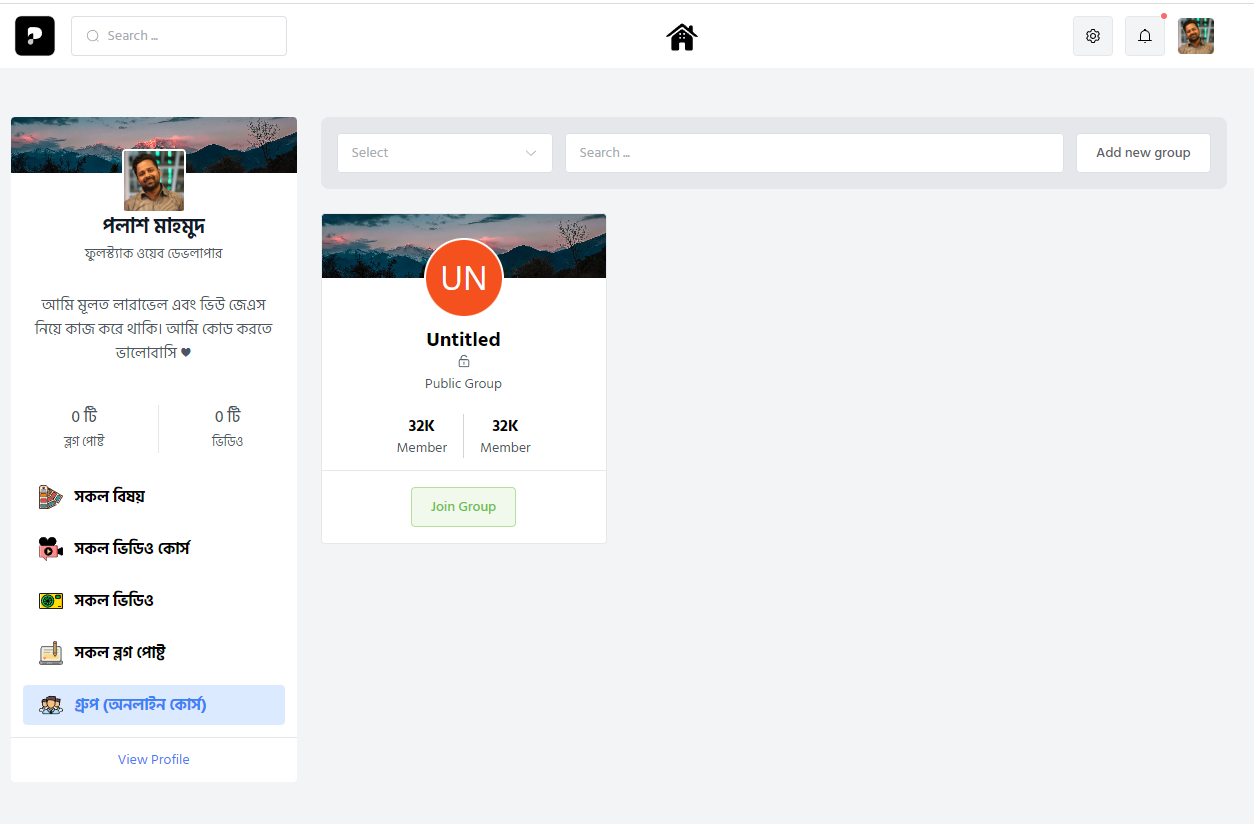 Search ...
পলাশ মাহমুদ
ফুলস্ট্যাক ওয়েব ডেভলাপার
আমি মূলত লারাভেল এবং ভিউ জেএস
নিয়ে কাজ করে থাকি। আমি কোড করতে
ভালোবাসি ♥
0 টি
ব্লগ পোষ্ট
0 টি
ভিডিও
সকল বিষয়
সকল ভিডিও কোর্স
সকল ভিডিও
সকল ব্লগ পোষ্ট
গ্রুপ (অনলাইন কোর্স)
View Profile
Select
Search ...
Add new group
UN
Untitled
Public Group
32K
Member
32K
Member
Join Group